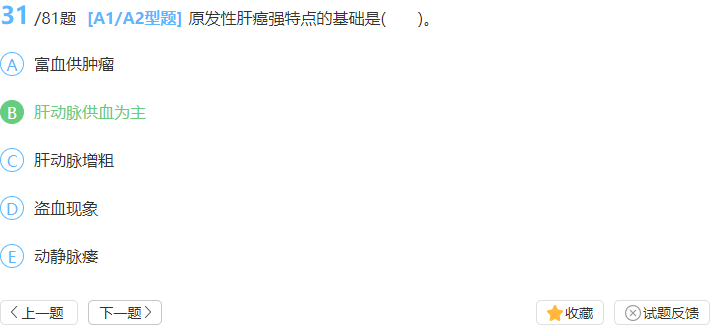 31 /81题 [A1/A2型题] 原发性肝癌强特点的基础是(  )。
A 富血供肿瘤
B 肝动脉供血为主
C 肝动脉增粗
D 盗血现象
E 动静脉瘘
上一题 下一题 收藏 试题反馈